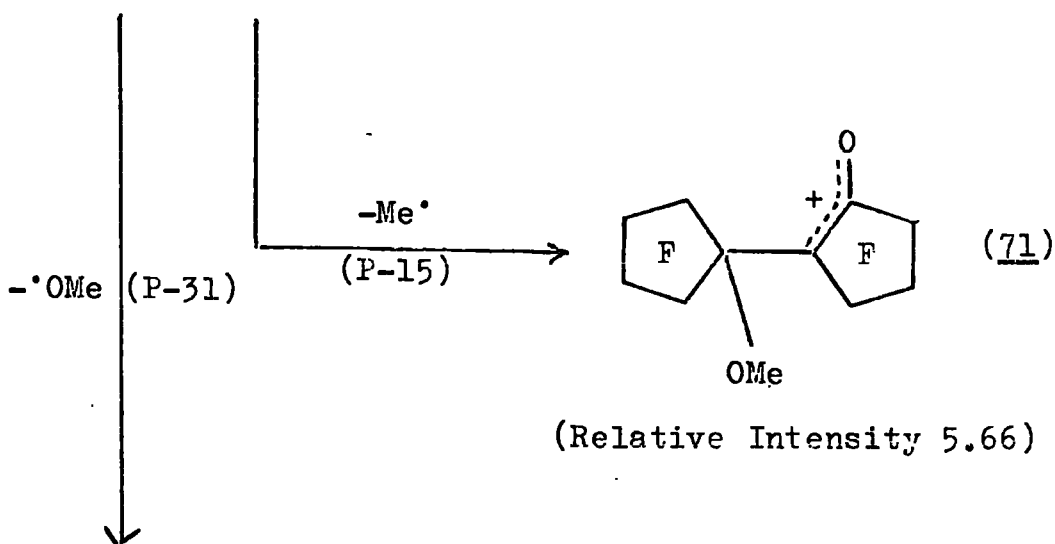 O
+
-Me•
F
F
(71)
(P-15)
-•OMe (P-31)
OMe
(Relative Intensity 5.66)